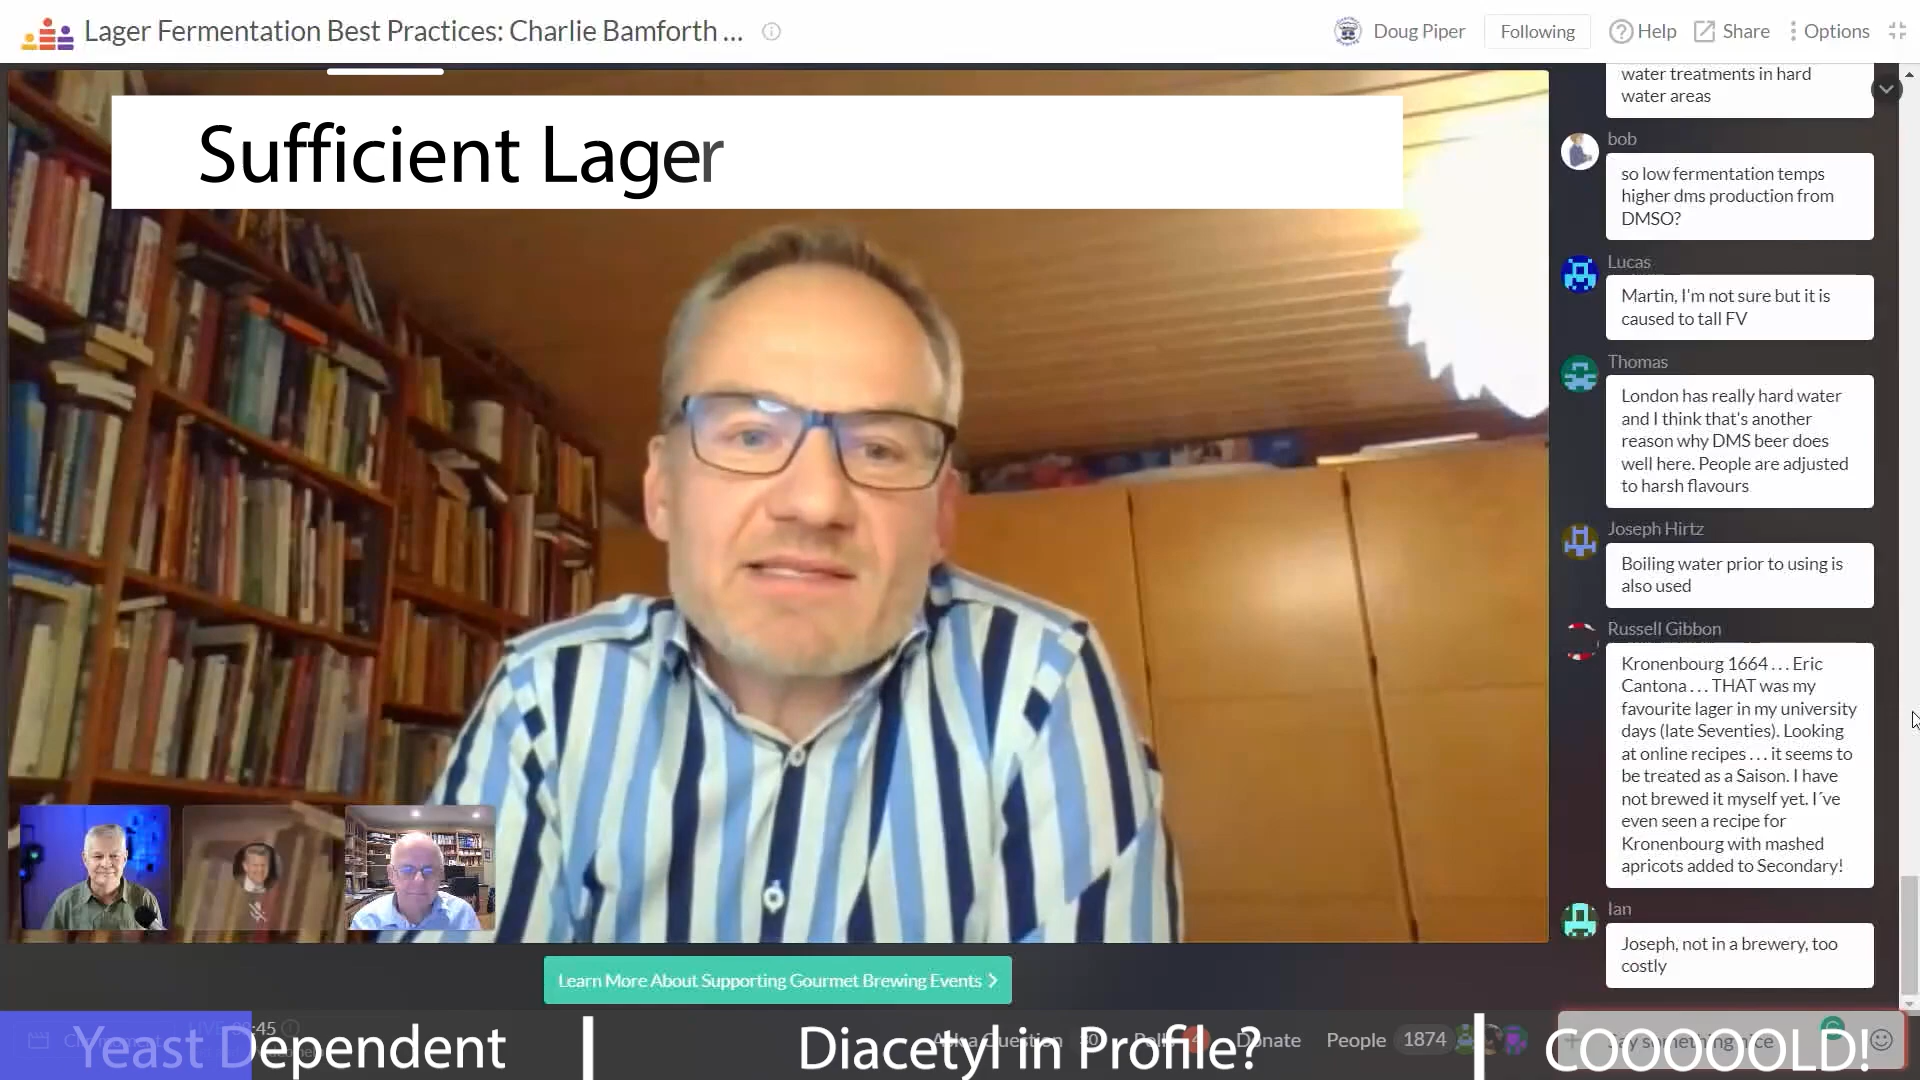 Lager Fermentation Best Practices: Charlie Bamforth ...
Doug Piper
Following
Help
Share
Options
Sufficient Lager
water treatments in hard
water areas
bob
so low fermentation temps
higher dms production from
DMSO?
Lucas
Martin, I'm not sure but it is
caused to tall FV
Thomas
London has really hard water
and I think that's another
reason why DMS beer does
well here. People are adjusted
to harsh flavours
Joseph Hirtz
Boiling water prior to using is
also used
Russell Gibbon
Kronenbourg 1664 . . . Eric
Cantona . . . THAT was my
favourite lager in my university
days (late Seventies). Looking
at online recipes . . . it seems to
be treated as a Saison. I have
not brewed it myself yet. I´ve
even seen a recipe for
Kronenbourg with mashed
apricots added to Secondary!
Ian
Joseph, not in a brewery, too
costly
Learn More About Supporting Gourmet Brewing Events >
Yeast Dependent
Diacetyl in Profile?
Donate
People 1874
Say something nice
COOOOOOLD!